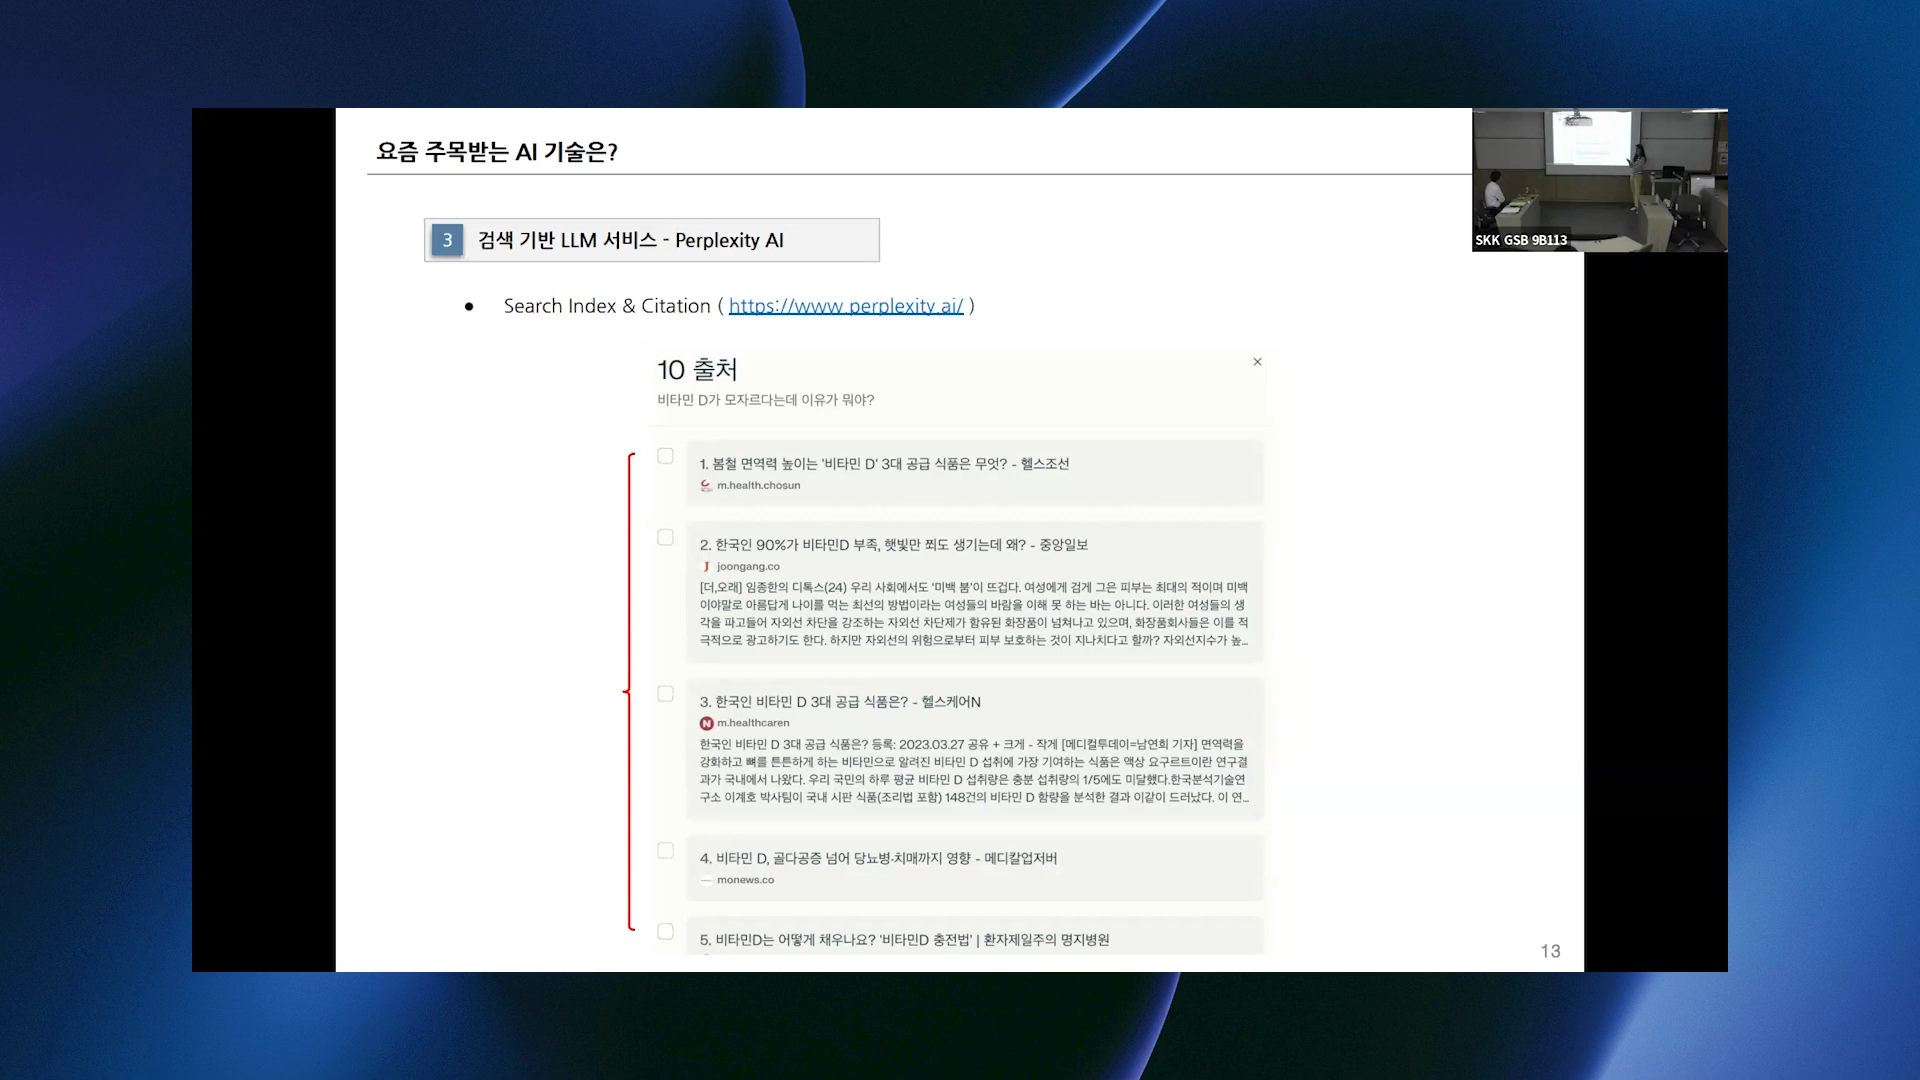 요즘 주목받는 AI 기술은?
SKK GSB 9B113
3 검색 기반 LLM 서비스 - Perplexity AI
● Search Index & Citation ( https://www.perplexity.ai/ )
10 출처
비타민 D가 모자르다는데 이유가 뭐야?
1. 봄철 면역력 높이는 '비타민 D' 3대 공급 식품은 무엇? - 헬스조선
m.health.chosun
2. 한국인 90%가 비타민D 부족, 햇빛만 쬐도 생기는데 왜? - 중앙일보
J joongang.co
[더,오래] 임종한의 디톡스(24) 우리 사회에서도 '미백 붐'이 뜨겁다. 여성에게 검게 그은 피부는 최대의 적이며 미백
이야말로 아름답게 나이를 먹는 최선의 방법이라는 여성들의 바람을 이해 못 하는 바는 아니다. 이러한 여성들의 생
각을 파고들어 자외선 차단을 강조하는 자외선 차단제가 함유된 화장품이 넘쳐나고 있으며, 화장품회사들은 이를 적
극적으로 광고하기도 한다. 하지만 자외선의 위험으로부터 피부 보호하는 것이 지나치다고 할까? 자외선지수가 높...
3. 한국인 비타민 D 3대 공급 식품은? - 헬스케어N
N m.healthcaren
한국인 비타민 D 3대 공급 식품은? 등록: 2023.03.27 공유 + 크게 - 작게 [메디컬투데이=남연희 기자] 면역력을
강화하고 뼈를 튼튼하게 하는 비타민으로 알려진 비타민 D 섭취에 가장 기여하는 식품은 액상 요구르트이란 연구결
과가 국내에서 나왔다. 우리 국민의 하루 평균 비타민 D 섭취량은 충분 섭취량의 1/5에도 미달했다.한국분석기술연
구소 이계호 박사팀이 국내 시판 식품(조리법 포함) 148건의 비타민 D 함량을 분석한 결과 이같이 드러났다. 이 연...
4. 비타민 D, 골다공증 넘어 당뇨병·치매까지 영향 - 메디칼업저버
monews.co
5. 비타민D는 어떻게 채우나요? '비타민D 충전법' | 환자제일주의 명지병원
13